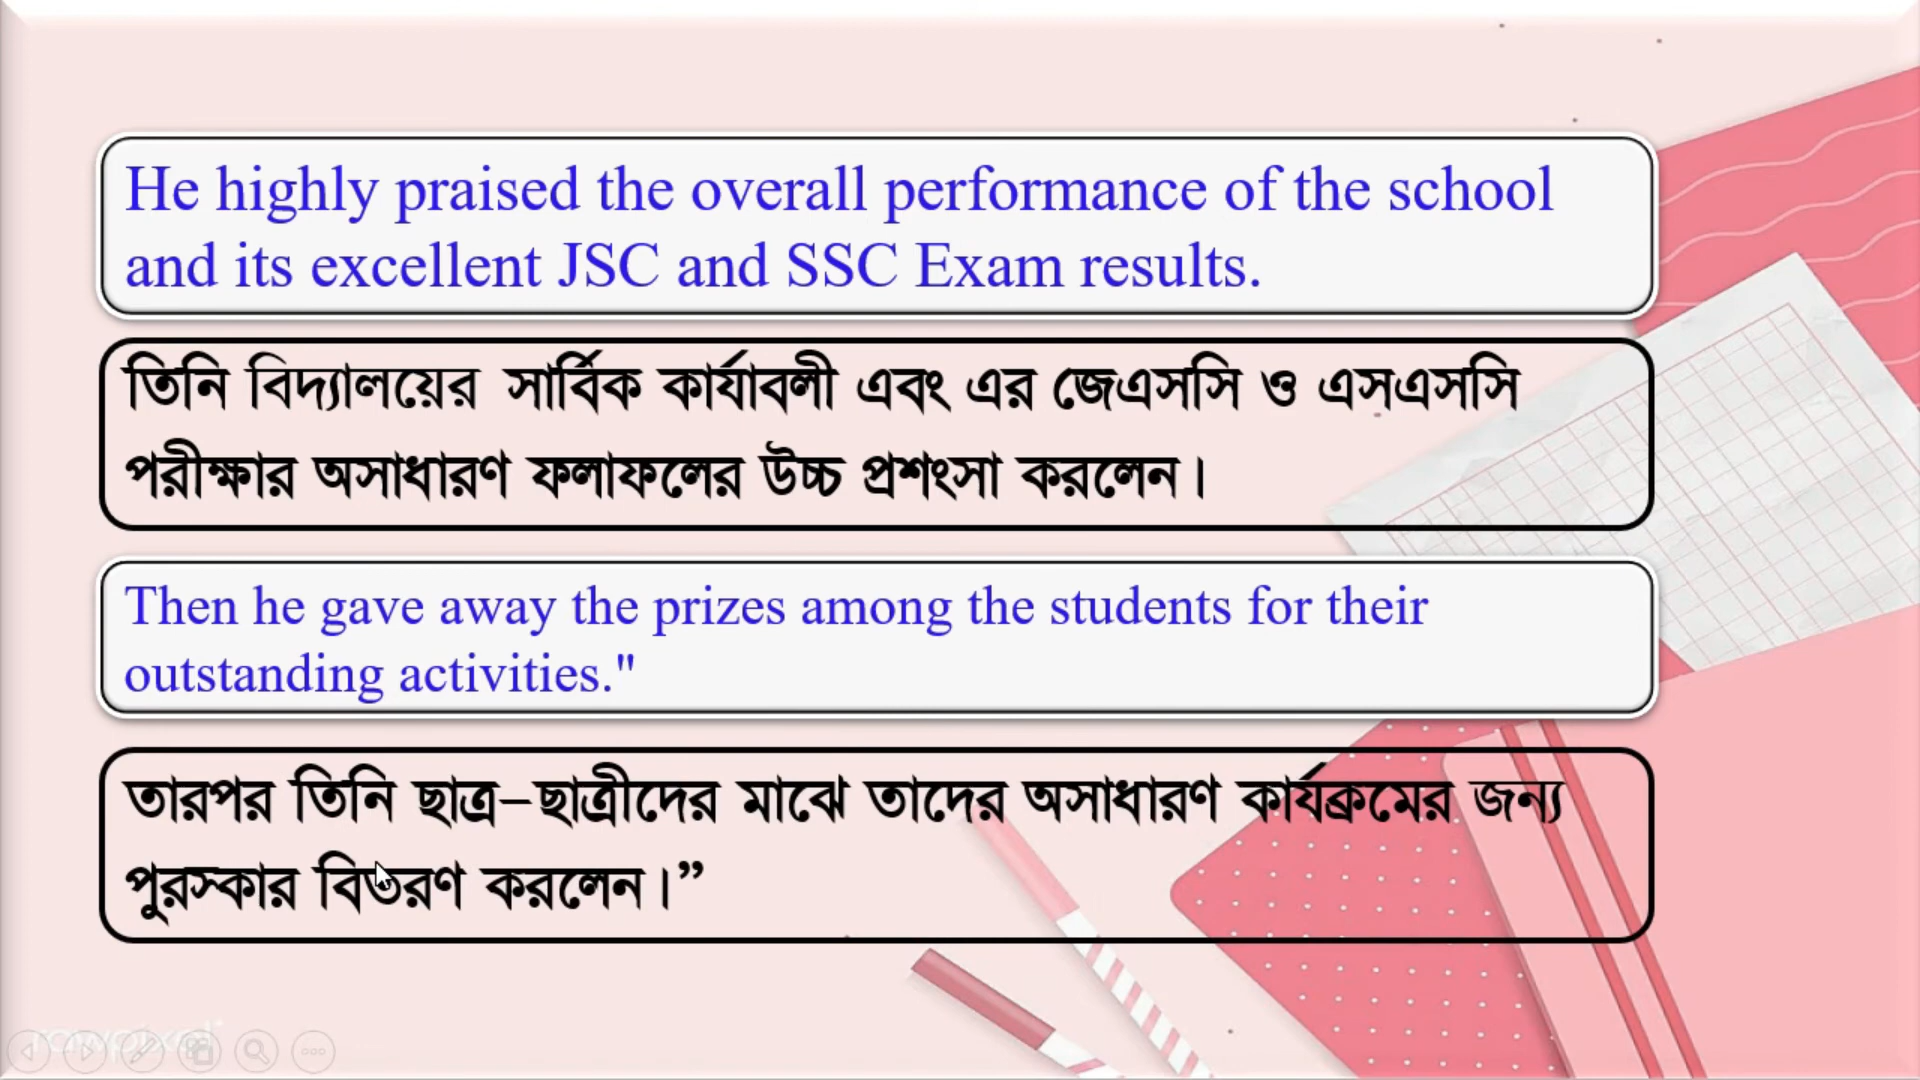 He highly praised the overall performance of the school
and its excellent JSC and SSC Exam results.
তিনি বিদ্যালয়ের সার্বিক কার্যাবলী এবং এর জেএসসি ও এসএসসি
পরীক্ষার অসাধারণ ফলাফলের উচ্চ প্রশংসা করলেন।
Then he gave away the prizes among the students for their
outstanding activities."
তারপর তিনি ছাত্র–ছাত্রীদের মাঝে তাদের অসাধারণ কার্যক্রমের জন্য
পুরস্কার বিতরণ করলেন।”
rawpixel